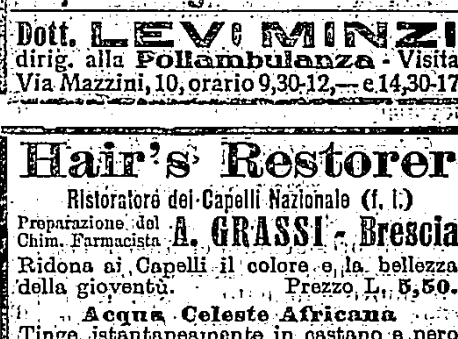 Dott. LEVI MINZI
dirig. alla Poliambulanza - Visita
Via Mazzini, 10, orario 9,30-12,— e 14,30-17
Hair's Restorer
Ristoratore dei Capelli Nazionale (f. i.)
Preparazione del
Chim. Farmacista A. GRASSI - Brescia
Ridona ai Capelli il colore e la bellezza
della gioventù. Prezzo L. 5,50.
Acqua Celeste Africana
Tinge istantaneamente in castano e nero